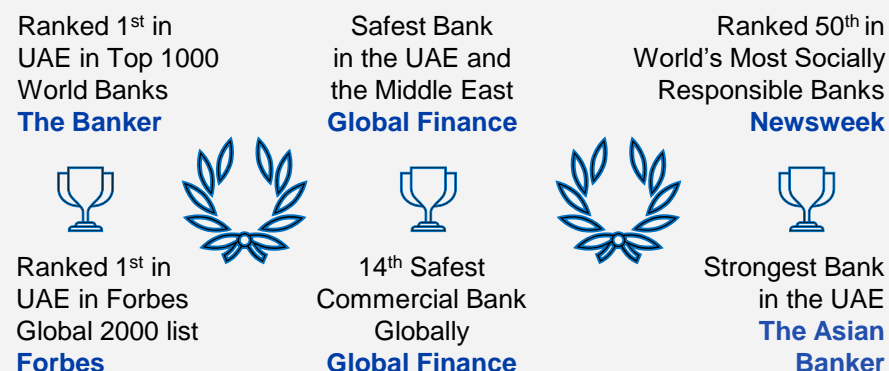 Ranked 1st in
UAE in Top 1000
World Banks
The Banker
Safest Bank
in the UAE and
the Middle East
Global Finance
Ranked 50th in
World’s Most Socially
Responsible Banks
Newsweek
Ranked 1st in
UAE in Forbes
Global 2000 list
Forbes
14th Safest
Commercial Bank
Globally
Global Finance
Strongest Bank
in the UAE
The Asian
Banker